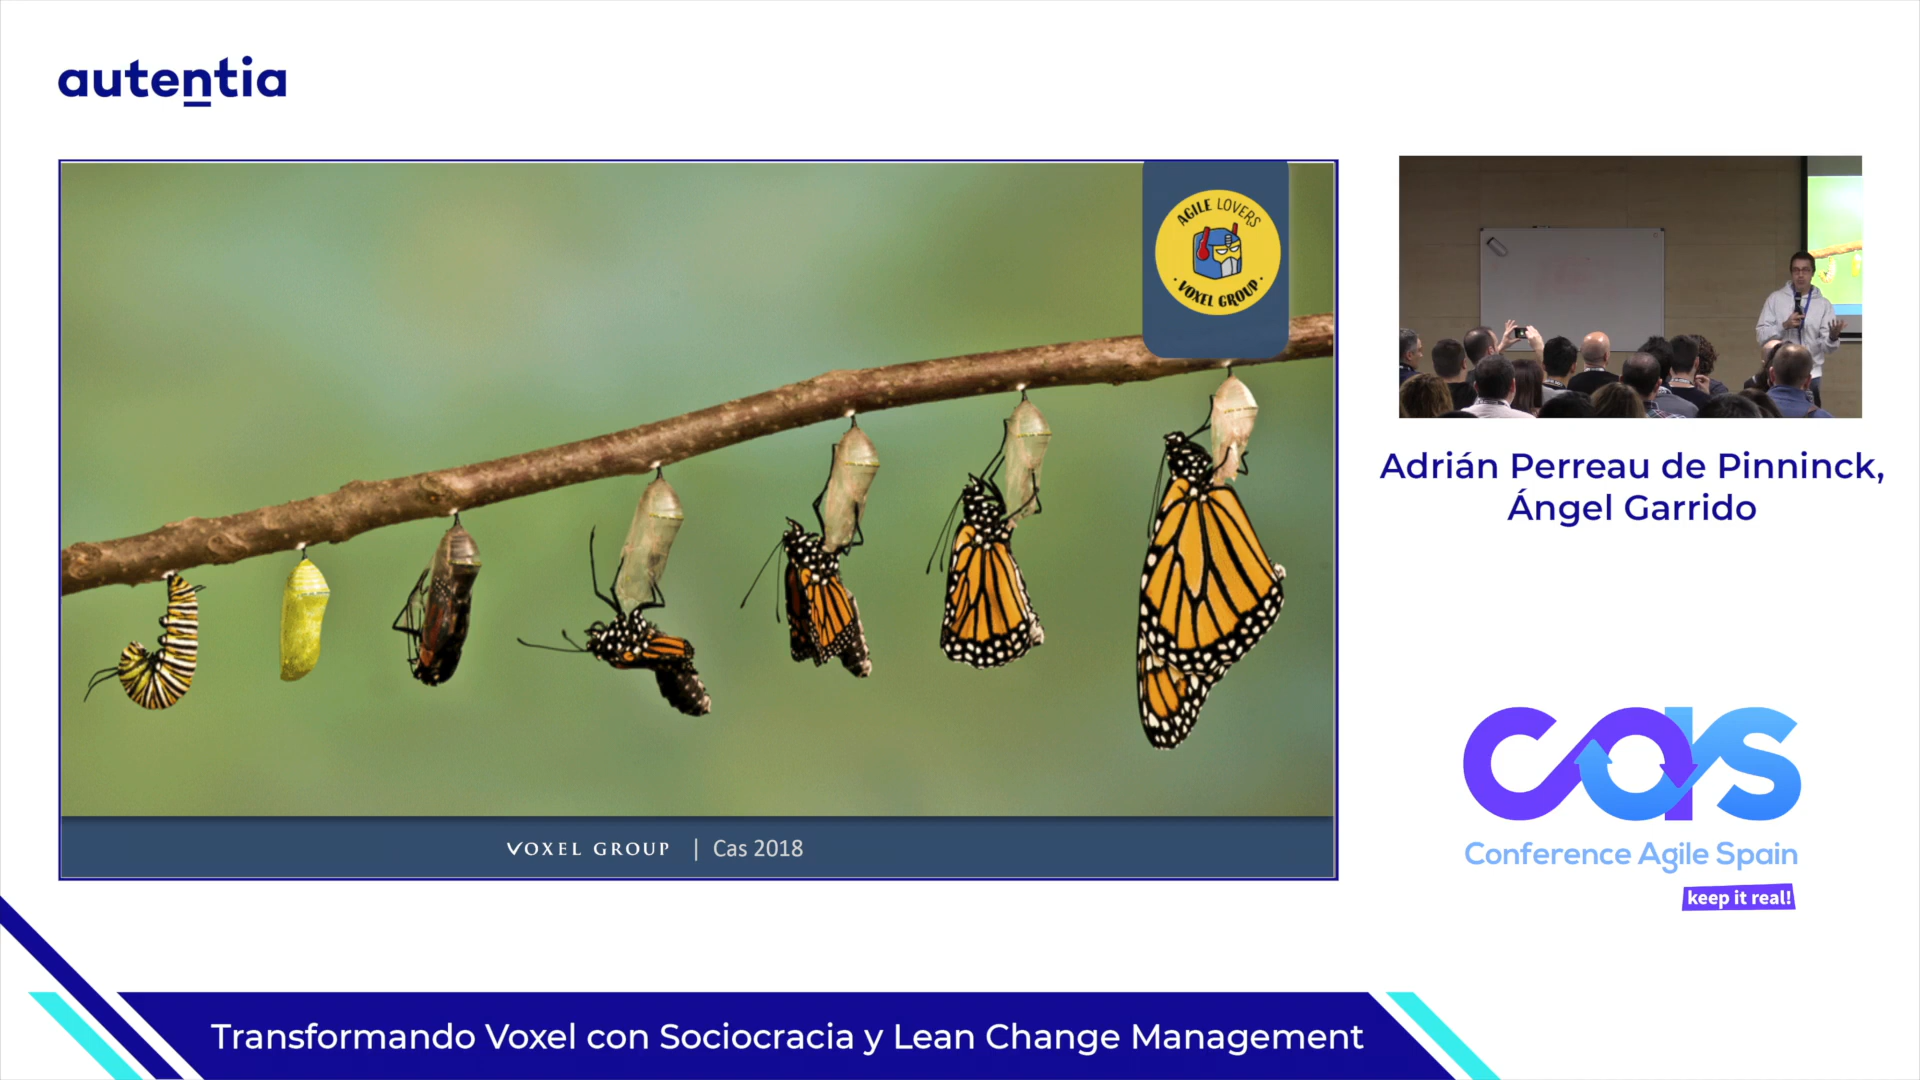 autentia
AGILE LOVERS
· VOXEL GROUP ·
VOXEL GROUP | Cas 2018
Adrián Perreau de Pinninck,
Ángel Garrido
cas
Conference Agile Spain
keep it real!
Transformando Voxel con Sociocracia y Lean Change Management